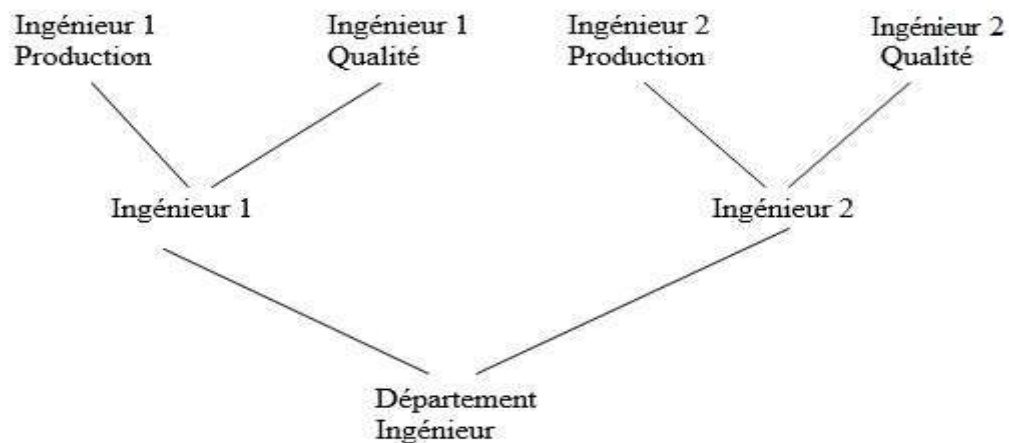 Ingénieur 1
Production
Ingénieur 1
Qualité
Ingénieur 2
Production
Ingénieur 2
Qualité
Ingénieur 1
Ingénieur 2
Département
Ingénieur